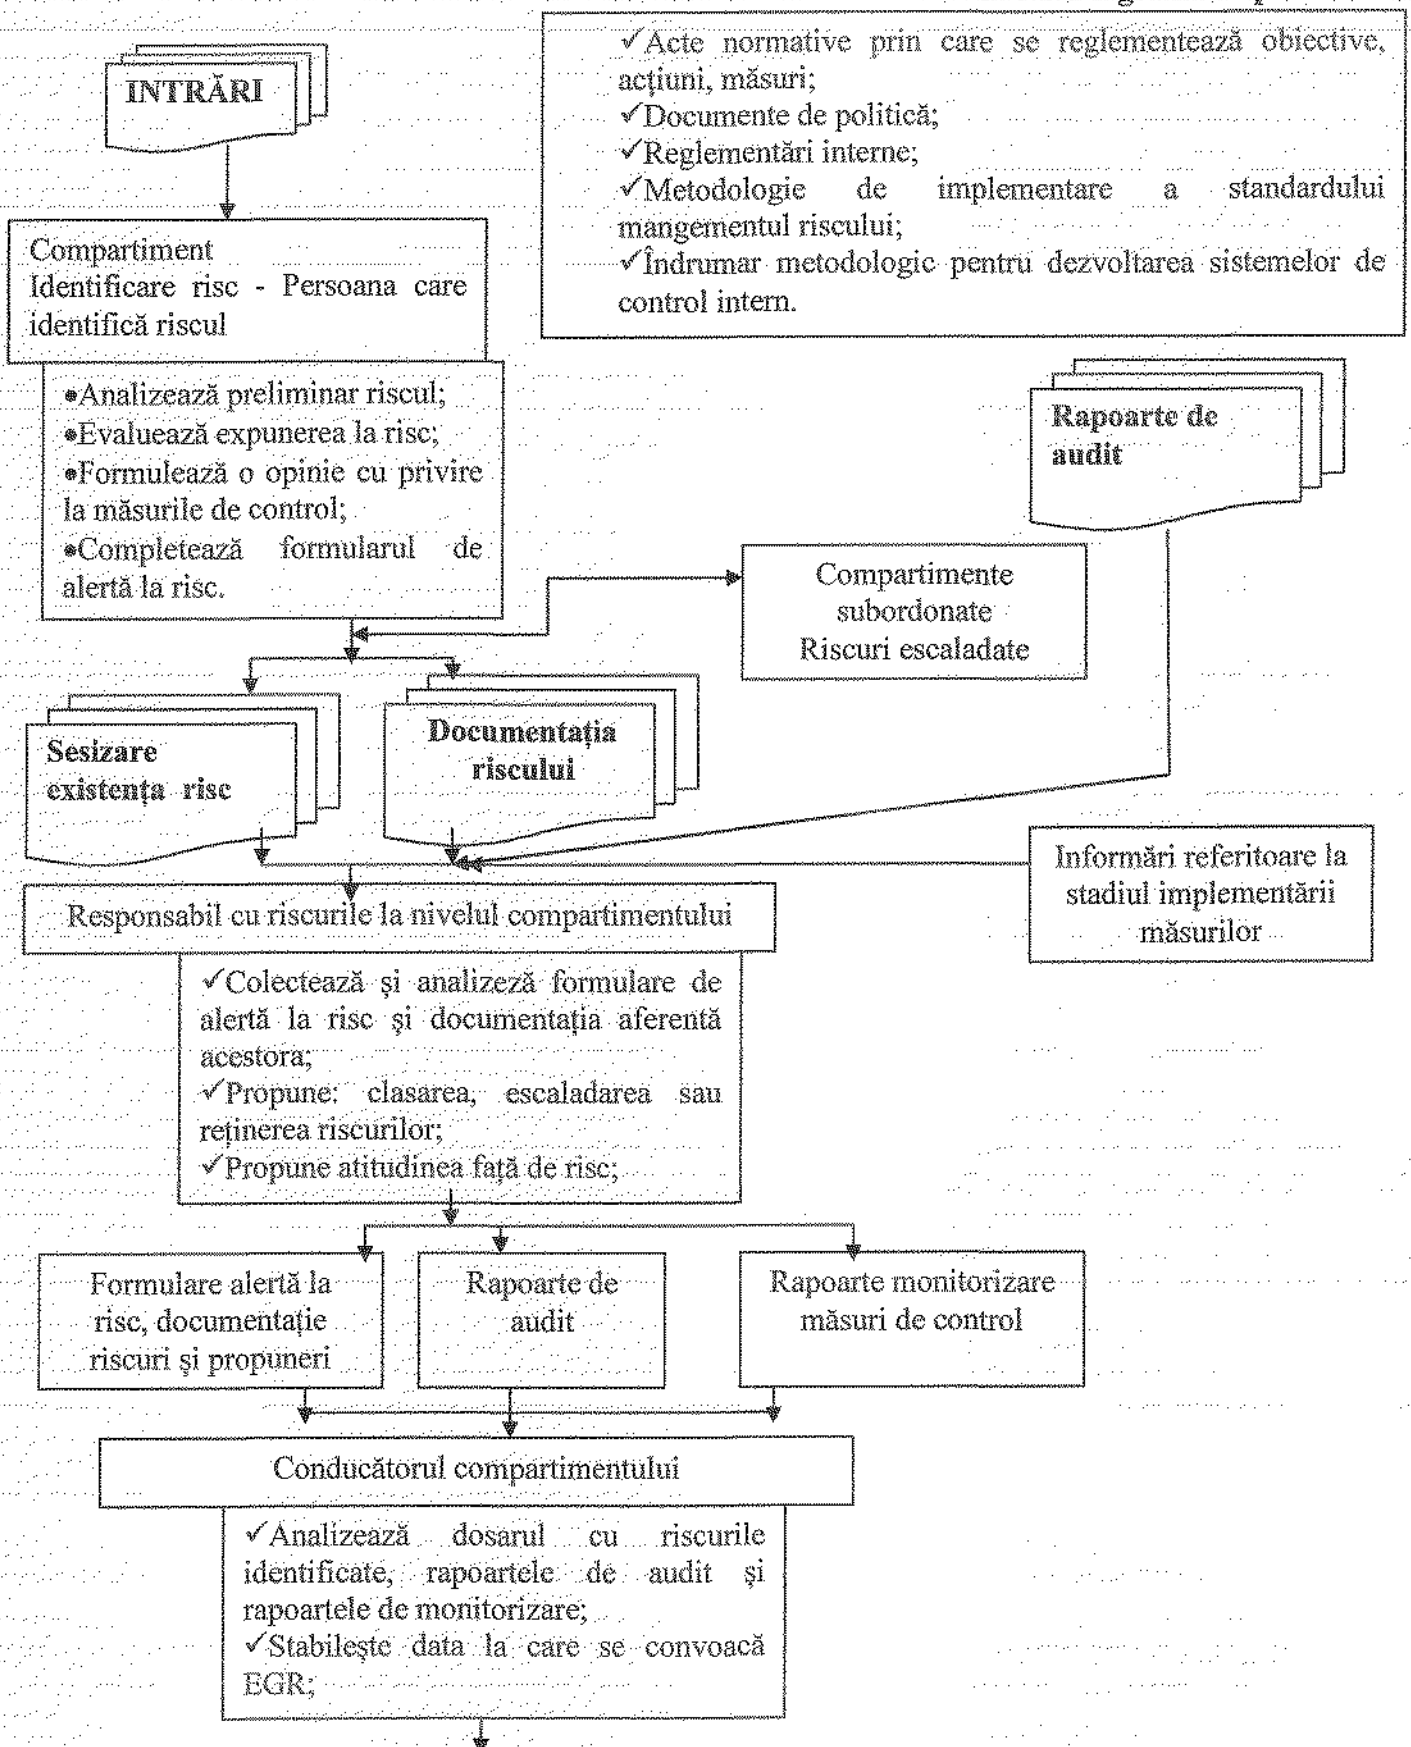 INTRĂRI
✓Acte normative prin care se reglementează obiective,
acțiuni, măsuri;
✓Documente de politică;
✓Reglementări interne;
✓Metodologie de implementare a standardului
mangementul riscului;
✓Îndrumar metodologic pentru dezvoltarea sistemelor de
control intern.
Compartiment
Identificare risc - Persoana care
identifică riscul
●Analizează preliminar riscul;
●Evaluează expunerea la risc;
●Formulează o opinie cu privire
la măsurile de control;
●Completează formularul de
alertă la risc.
Rapoarte de
audit
Compartimente
subordonate
Riscuri escaladate
Sesizare
existența risc
Documentația
riscului
Informări referitoare la
stadiul implementării
măsurilor
Responsabil cu riscurile la nivelul compartimentului
✓Colectează și analizeză formulare de
alertă la risc și documentația aferentă
acestora;
✓Propune: clasarea, escaladarea sau
reținerea riscurilor;
✓Propune atitudinea față de risc;
Formulare alertă la
risc, documentație
riscuri și propuneri
Rapoarte de
audit
Rapoarte monitorizare
măsuri de control
Conducătorul compartimentului
✓Analizează dosarul cu riscurile
identificate, rapoartele de audit și
rapoartele de monitorizare;
✓Stabilește data la care se convoacă
EGR;